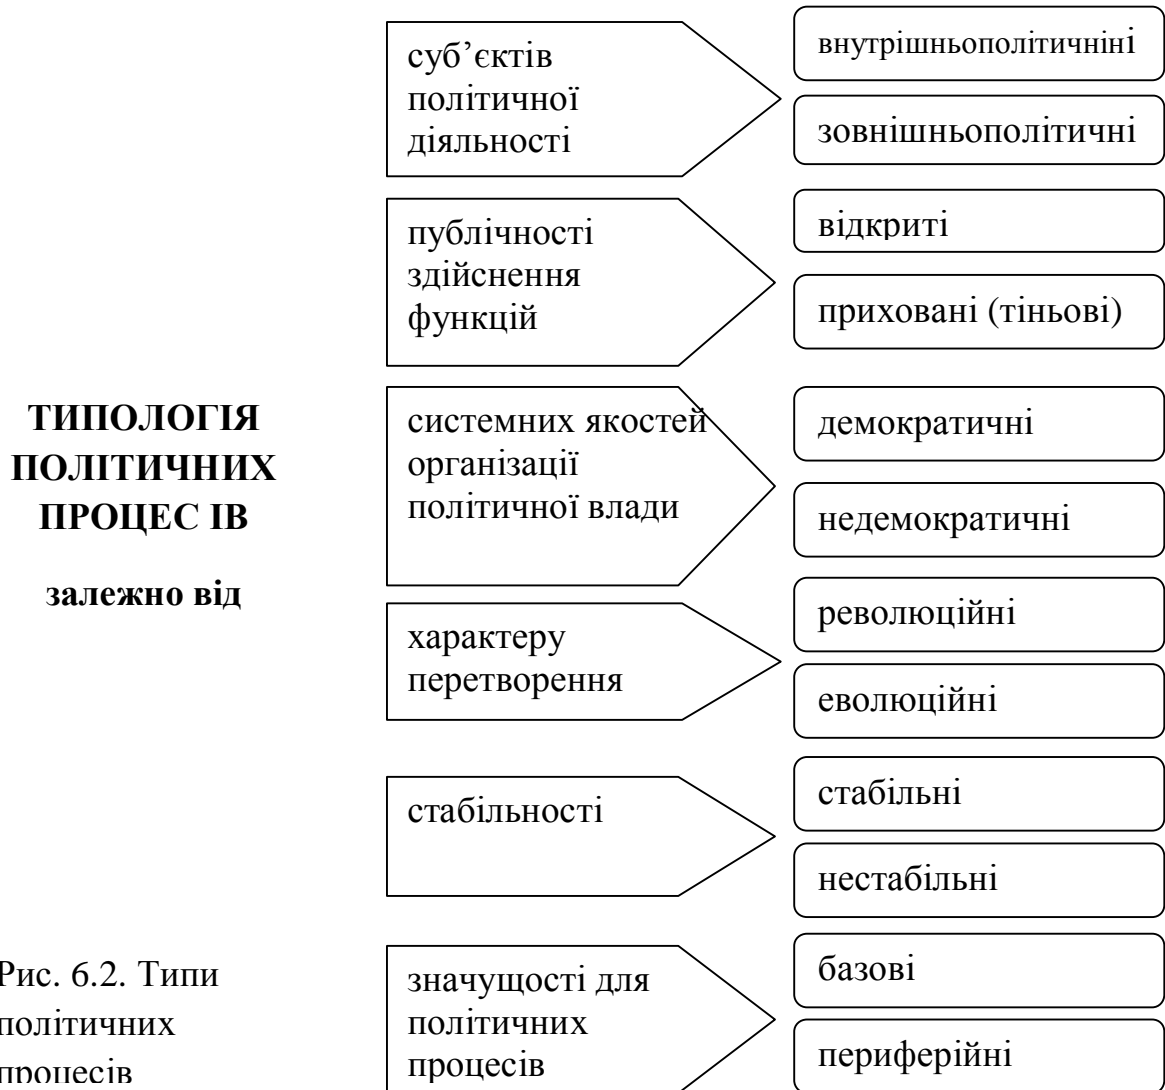 ТИПОЛОГІЯ
ПОЛІТИЧНИХ
ПРОЦЕС ІВ
залежно від
суб’єктів
політичної
діяльності
внутрішньополітичніні
зовнішньополітичні
публічності
здійснення
функцій
відкриті
приховані (тіньові)
системних якостей
організації
політичної влади
демократичні
недемократичні
характеру
перетворення
революційні
еволюційні
стабільності
стабільні
нестабільні
значущості для
політичних
процесів
базові
периферійні
Рис. 6.2. Типи
політичних
процесів